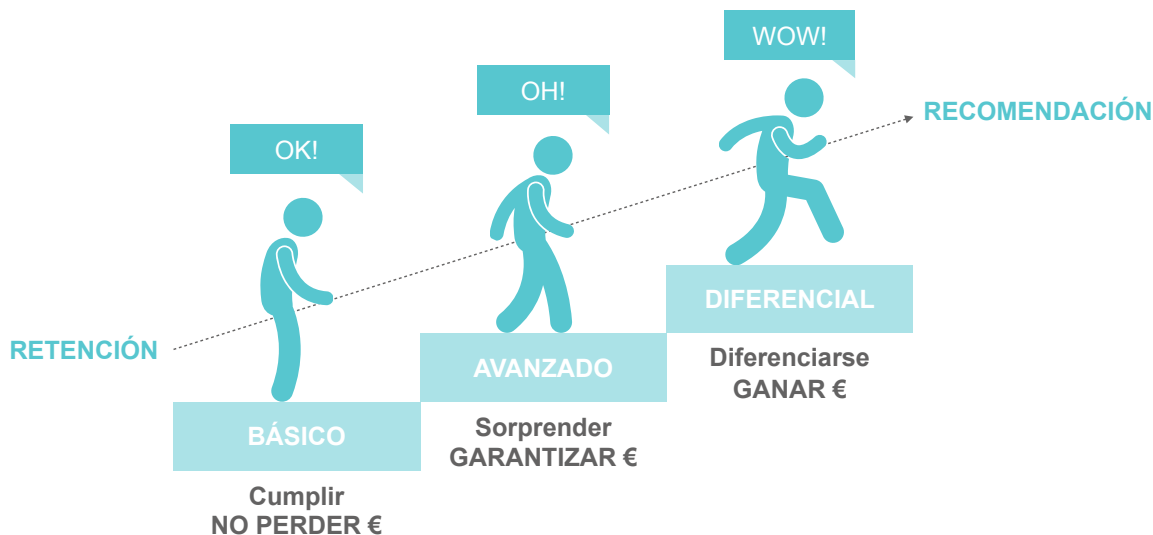 WOW!
OH!
RECOMENDACIÓN
OK!
DIFERENCIAL
RETENCIÓN
Diferenciarse
GANAR €
AVANZADO
Sorprender
GARANTIZAR €
BÁSICO
Cumplir
NO PERDER €